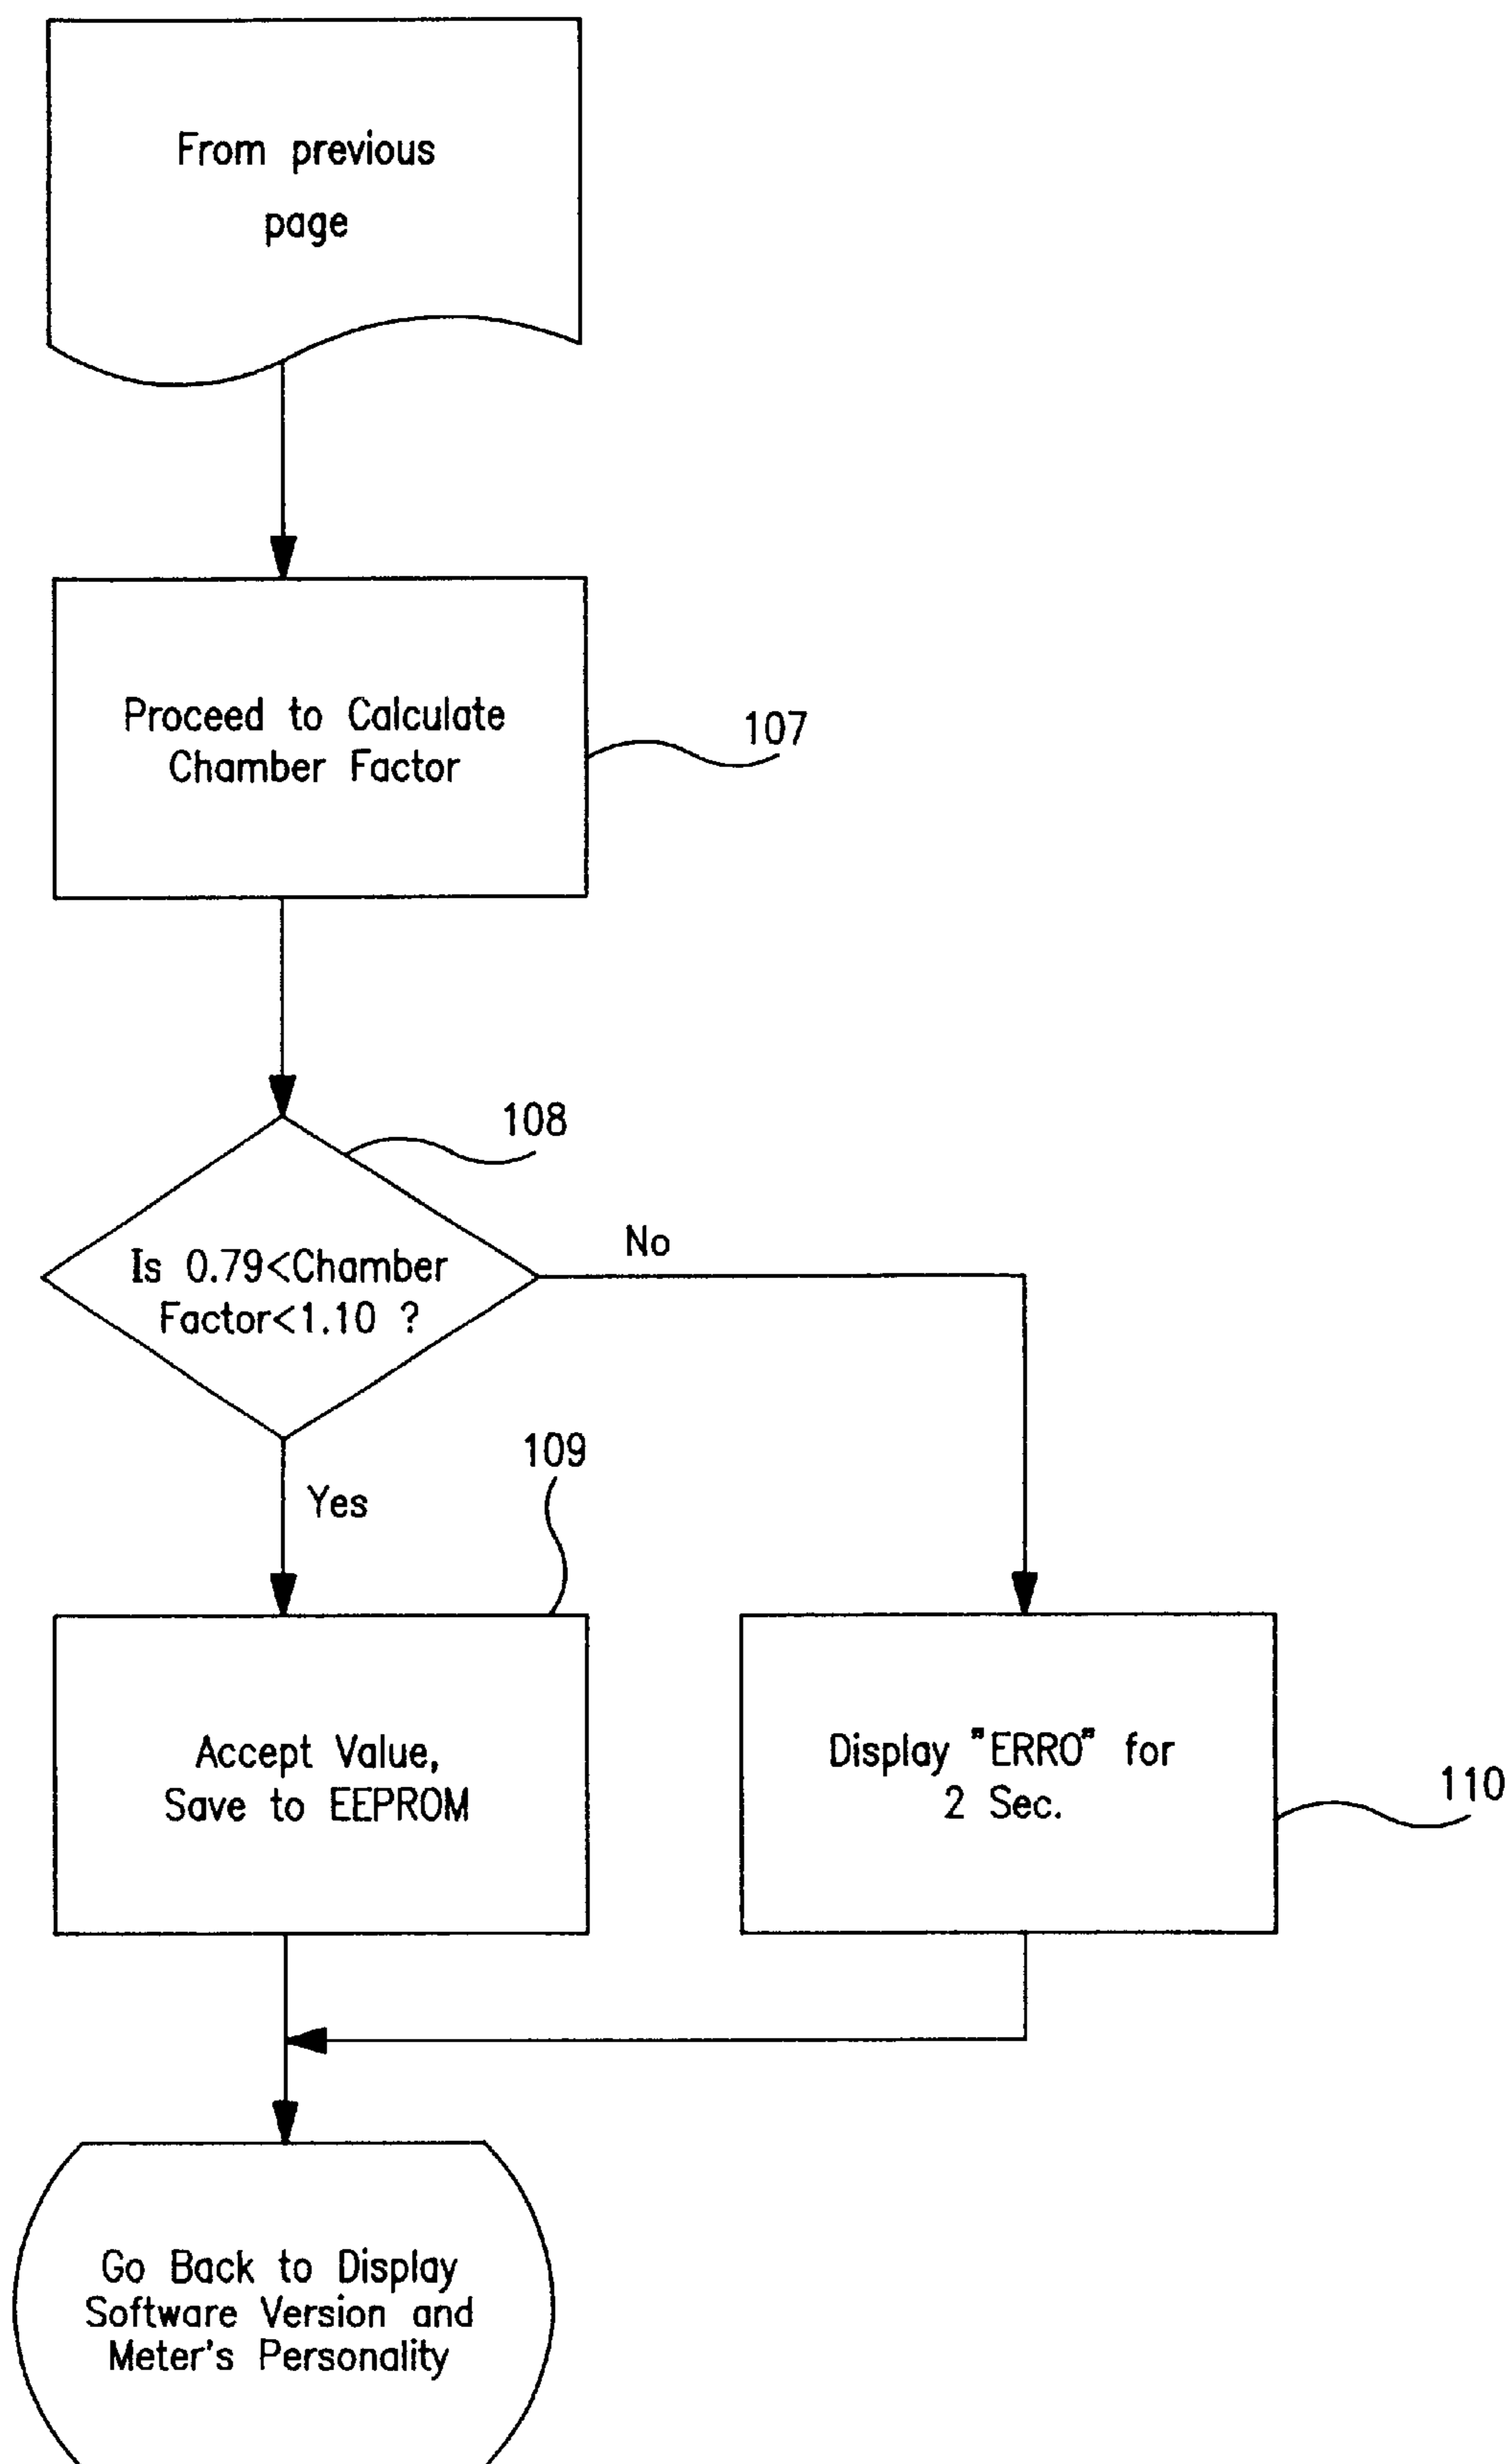 From previous
page
Proceed to Calculate
Chamber Factor
107
108
Is 0.79<Chamber
Factor<1.10 ?
No
Yes
109
Accept Value,
Save to EEPROM
Display "ERRO" for
2 Sec.
110
Go Back to Display
Software Version and
Meter's Personality